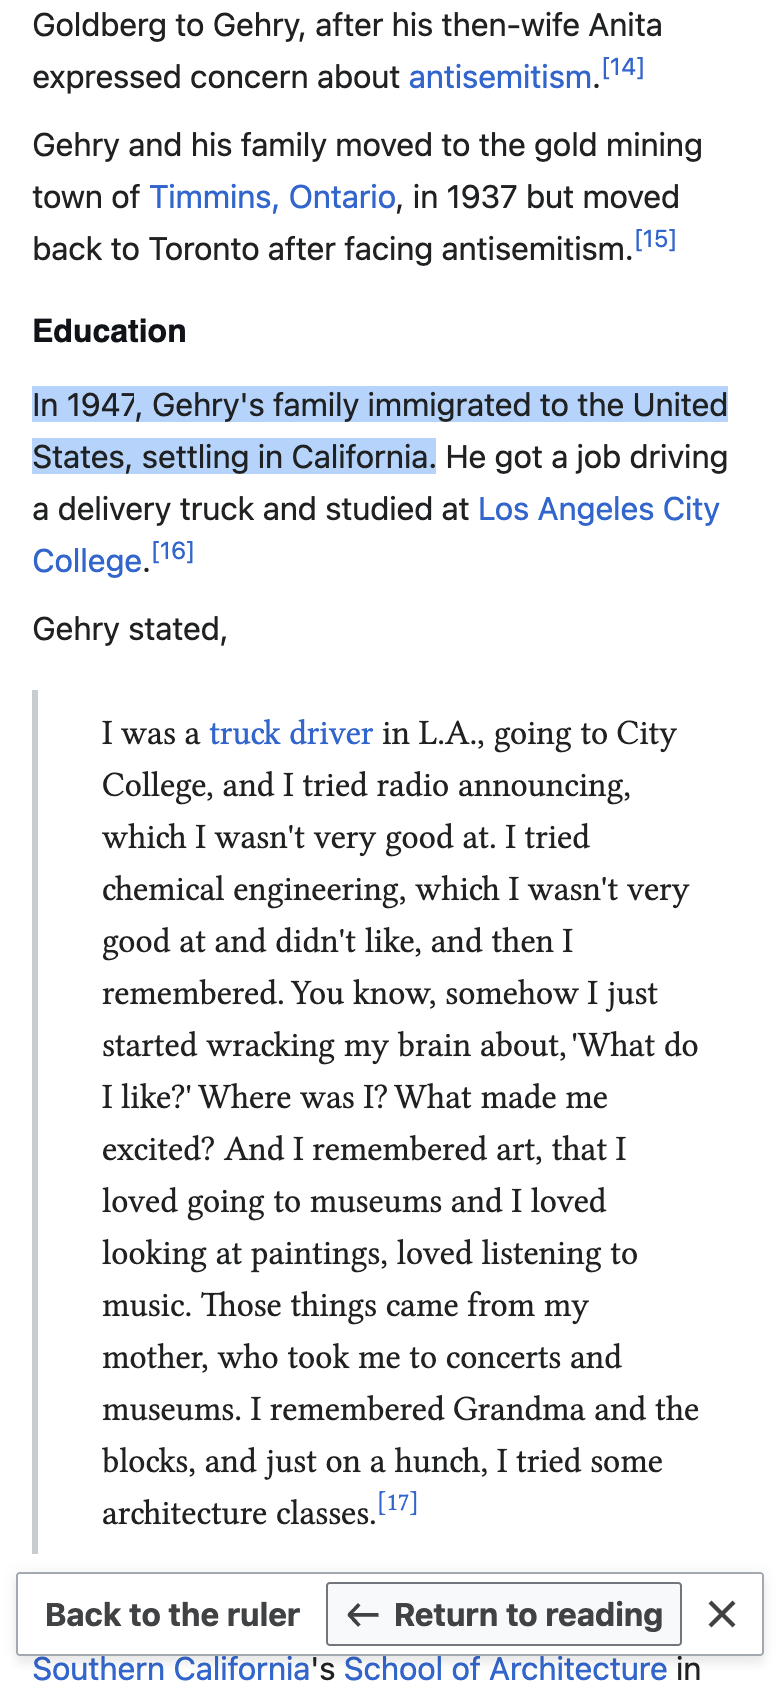 Goldberg to Gehry, after his then-wife Anita
expressed concern about antisemitism.[14]
Gehry and his family moved to the gold mining
town of Timmins, Ontario, in 1937 but moved
back to Toronto after facing antisemitism.[15]
Education
In 1947, Gehry's family immigrated to the United
States, settling in California. He got a job driving
a delivery truck and studied at Los Angeles City
College.[16]
Gehry stated,
I was a truck driver in L.A., going to City
College, and I tried radio announcing,
which I wasn't very good at. I tried
chemical engineering, which I wasn't very
good at and didn't like, and then I
remembered. You know, somehow I just
started wracking my brain about, 'What do
I like?' Where was I? What made me
excited? And I remembered art, that I
loved going to museums and I loved
looking at paintings, loved listening to
music. Those things came from my
mother, who took me to concerts and
museums. I remembered Grandma and the
blocks, and just on a hunch, I tried some
architecture classes.[17]
Back to the ruler ← Return to reading ✕
Southern California's School of Architecture in